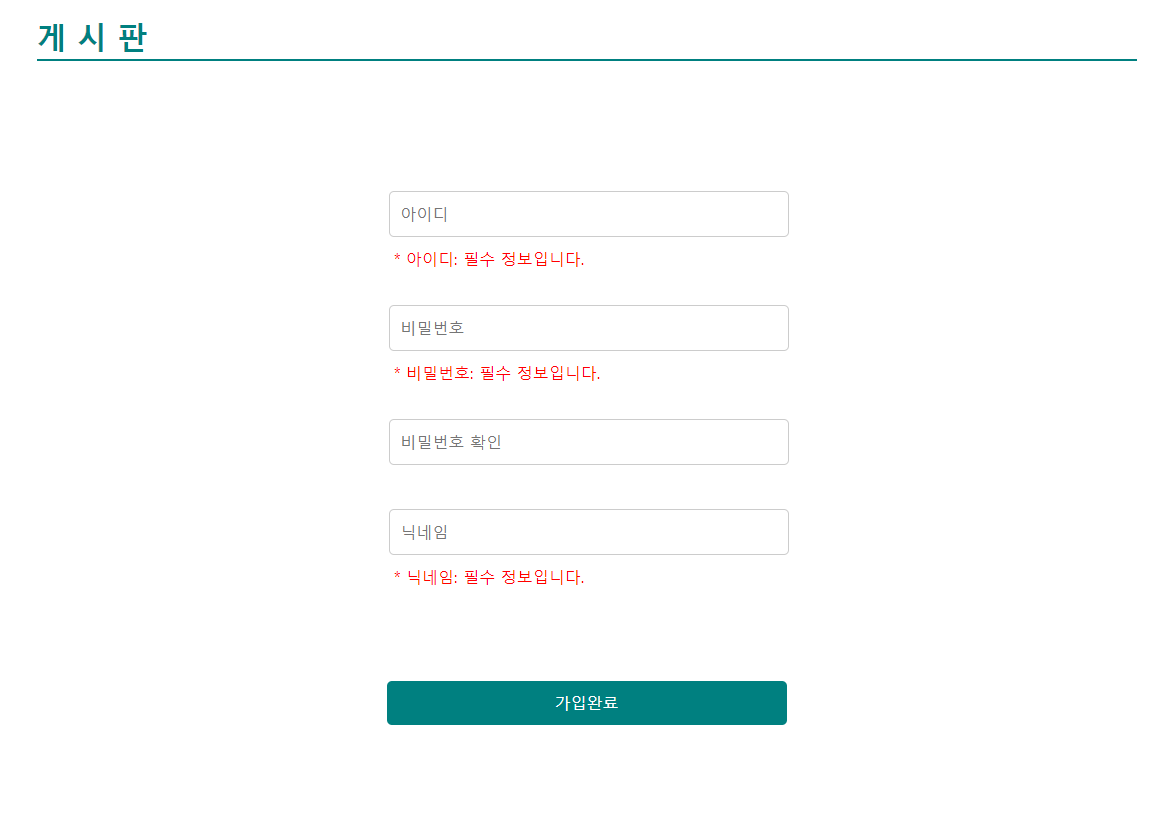 게 시 판
아이디
* 아이디: 필수 정보입니다.
비밀번호
* 비밀번호: 필수 정보입니다.
비밀번호 확인
닉네임
* 닉네임: 필수 정보입니다.
가입완료